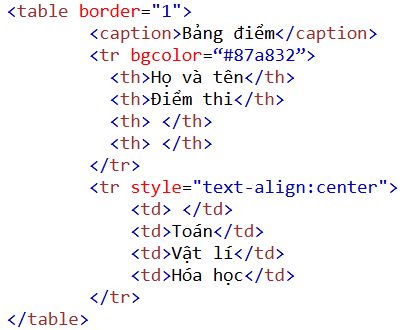 <table border="1">
<caption>Bảng điểm</caption>
<tr bgcolor=“#87a832”>
<th>Họ và tên</th>
<th>Điểm thi</th>
<th> </th>
<th> </th>
</tr>
<tr style="text-align:center">
<td> </td>
<td>Toán</td>
<td>Vật lí</td>
<td>Hóa học</td>
</tr>
</table>